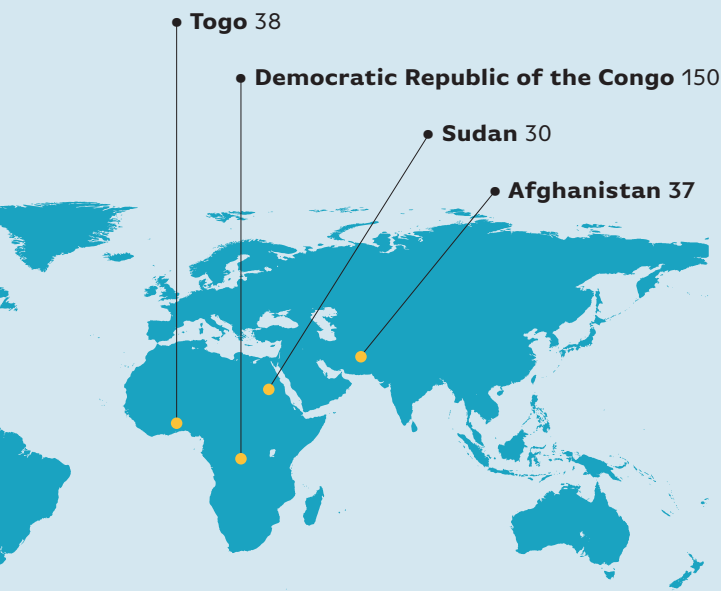 Togo 38
Democratic Republic of the Congo 150
Sudan 30
Afghanistan 37